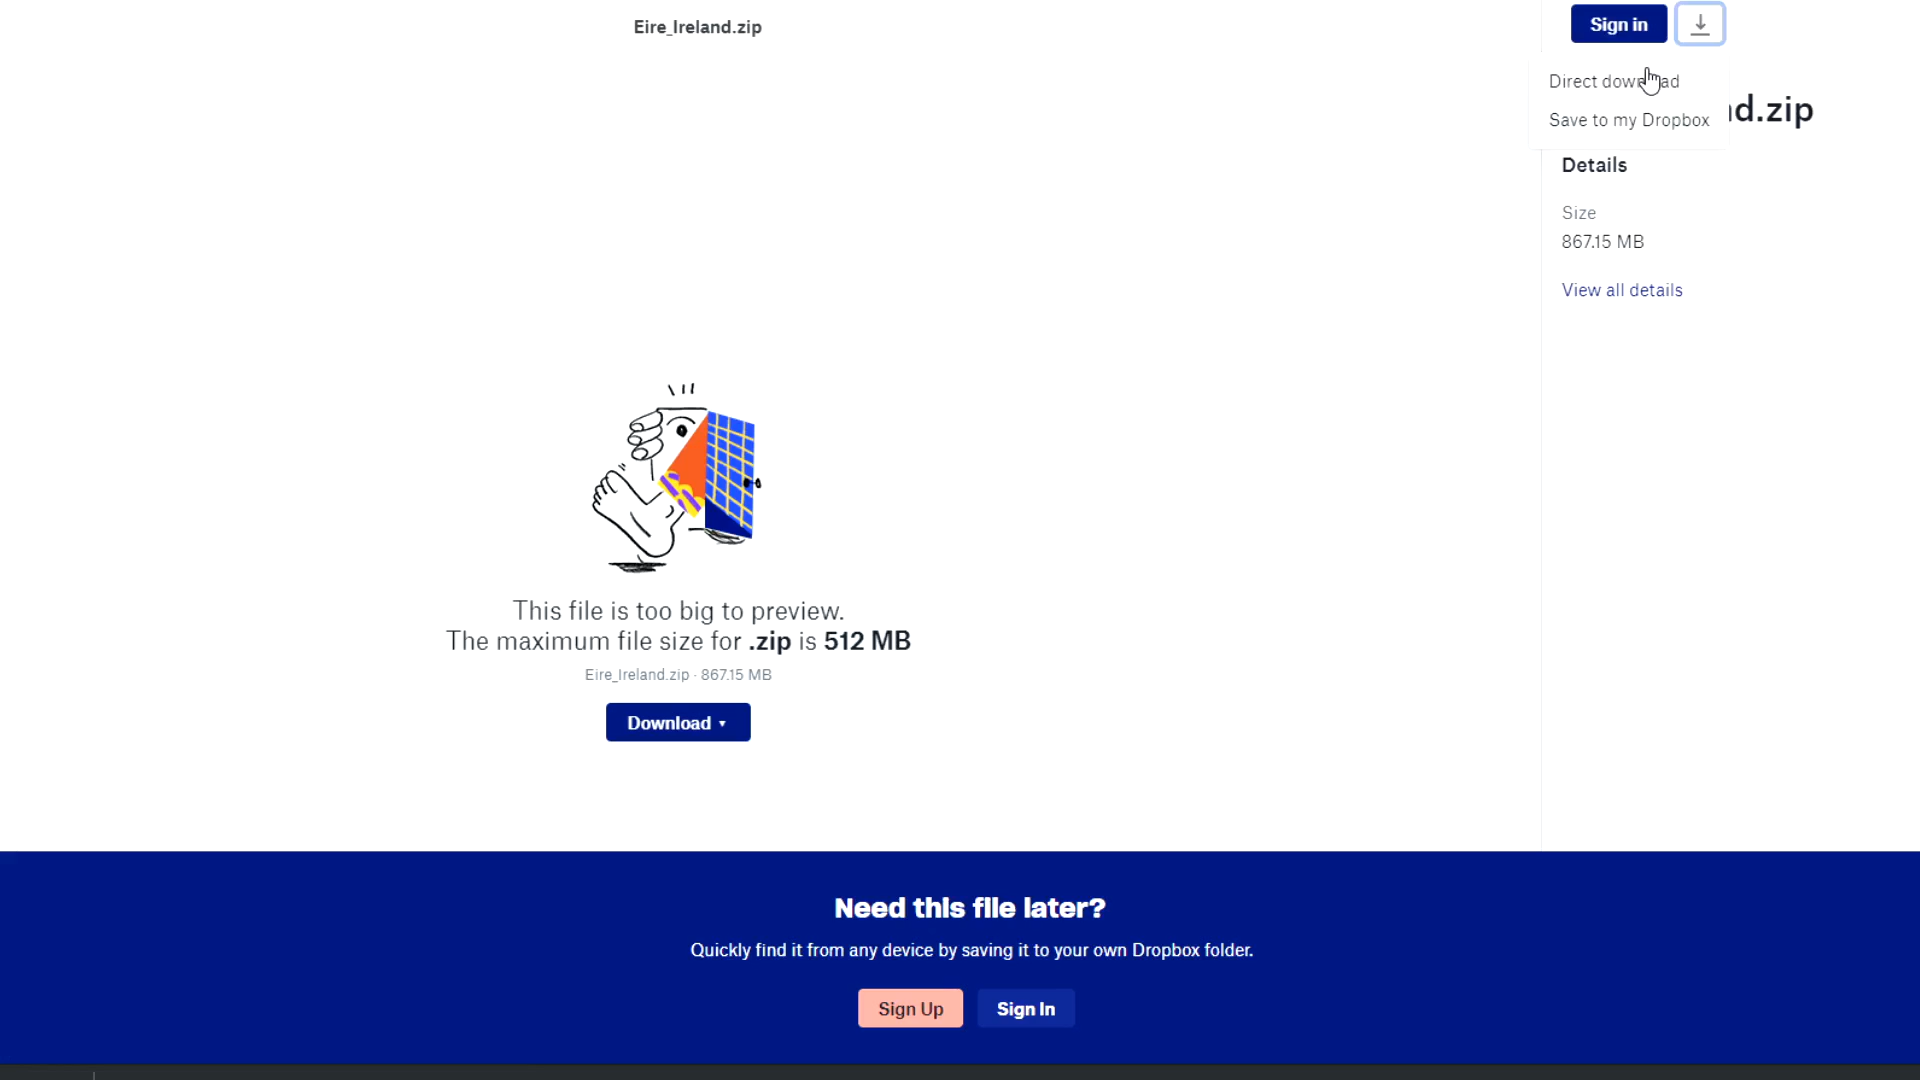 Eire_Ireland.zip
Sign in
Direct download
Save to my Dropbox
d.zip
Details
Size
867.15 MB
View all details
This file is too big to preview.
The maximum file size for .zip is 512 MB
Eire_Ireland.zip · 867.15 MB
Download
Need this file later?
Quickly find it from any device by saving it to your own Dropbox folder.
Sign Up
Sign In